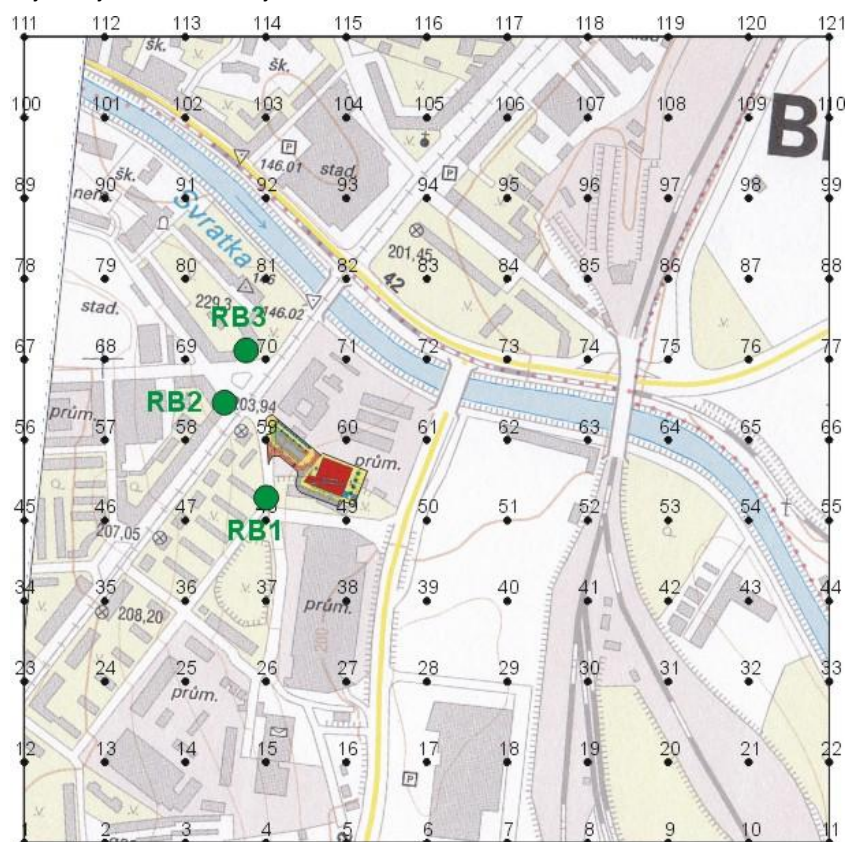 111 112 113 114 115 116 117 118 119 120 121
šk.
šk.
v.
100 101 102 103 104 105 106 107 108 109 110
P
146.01
stad.
P
šk.
89 90 91 92 93 94 95 96 97 98 99
Svratka
201,45
78 79 80 81 82 83 84 85 86 87 88
146
42
stad.
229,3
146.02
RB3
v.
67 68 69 70 71 72 73 74 75 76 77
RB2
203,94
prům.
56 57 58 59 60 61 62 63 64 65 66
prům.
45 46 47 49 50 51 52 53 54 55
RB1
207,05
34 35 36 37 38 39 40 41 42 43 44
208,20
prům.
200
23 24 25 26 27 28 29 30 31 32 33
prům.
12 13 14 15 16 17 18 19 20 21 22
P
v.
1 2 3 4 5 6 7 8 9 10 11